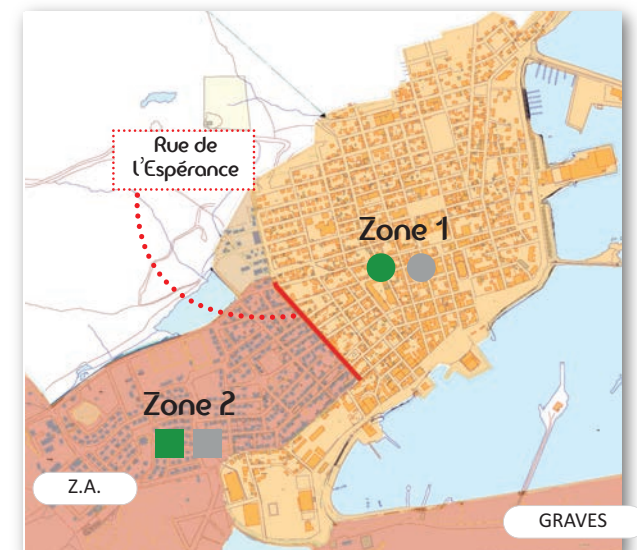 Rue de
l'Espérance
Zone 1
Zone 2
Z.A.
GRAVES